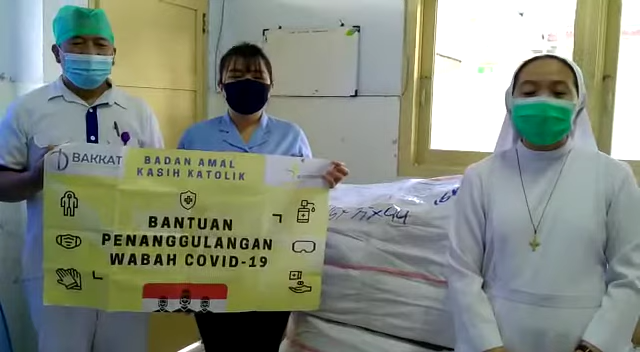 BAKKAT
BADAN AMAL
KASIH KATOLIK
BANTUAN
PENANGGULANGAN
WABAH COVID-19